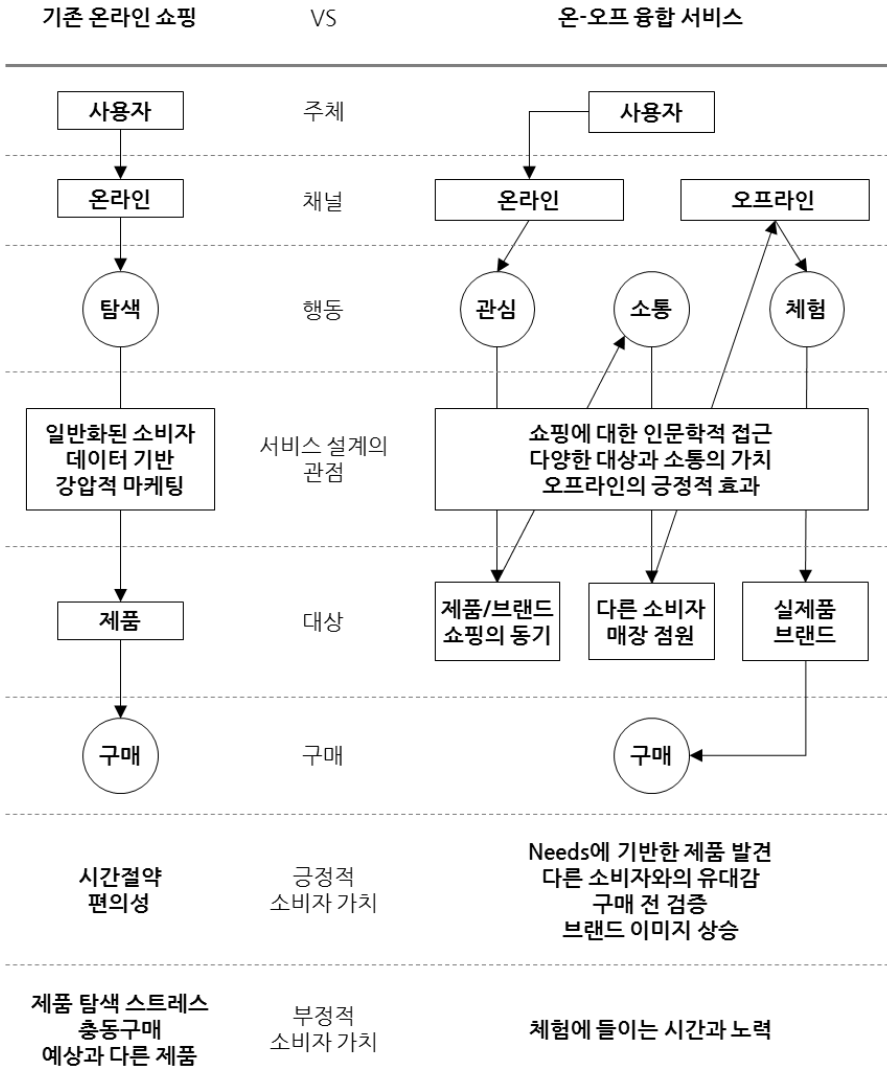 기존 온라인 쇼핑 VS 온-오프 융합 서비스
사용자 주체 사용자
온라인 채널 온라인 오프라인
탐색 행동 관심 소통 체험
일반화된 소비자
데이터 기반
강압적 마케팅
서비스 설계의
관점
쇼핑에 대한 인문학적 접근
다양한 대상과 소통의 가치
오프라인의 긍정적 효과
제품
대상
제품/브랜드
쇼핑의 동기
다른 소비자
매장 점원
실제품
브랜드
구매 구매 구매
시간절약
편의성
긍정적
소비자 가치
Needs에 기반한 제품 발견
다른 소비자와의 유대감
구매 전 검증
브랜드 이미지 상승
제품 탐색 스트레스
충동구매
예상과 다른 제품
부정적
소비자 가치
체험에 들이는 시간과 노력